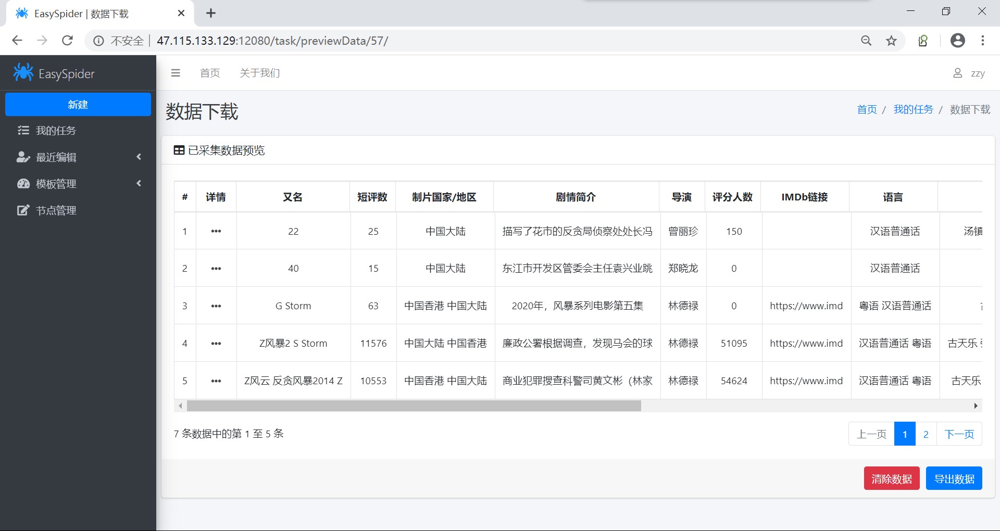 EasySpider | 数据下载
不安全 | 47.115.133.129:12080/task/previewData/57/
EasySpider
首页 关于我们 zzy
新建
我的任务
最近编辑
模板管理
节点管理
数据下载
首页 / 我的任务 / 数据下载
已采集数据预览
# 详情 又名 短评数 制片国家/地区 剧情简介 导演 评分人数 IMDb链接 语言
1 ••• 22 25 中国大陆 描写了花市的反贪局侦察处处长冯 曾丽珍 150 汉语普通话 汤镇
2 ••• 40 15 中国大陆 东江市开发区管委会主任袁兴业跳 郑晓龙 0 汉语普通话
3 ••• G Storm 63 中国香港 中国大陆 2020年，风暴系列电影第五集 林德禄 0 https://www.imd 粤语 汉语普通话
4 ••• Z风暴2 S Storm 11576 中国大陆 中国香港 廉政公署根据调查，发现马会的球 林德禄 51095 https://www.imd 汉语普通话 粤语 古天乐
5 ••• Z风云 反贪风暴2014 Z 10553 中国香港 中国大陆 商业犯罪搜查科警司黄文彬（林家 林德禄 54624 https://www.imd 汉语普通话 粤语 古天乐
7 条数据中的第 1 至 5 条
上一页 1 2 下一页
清除数据 导出数据